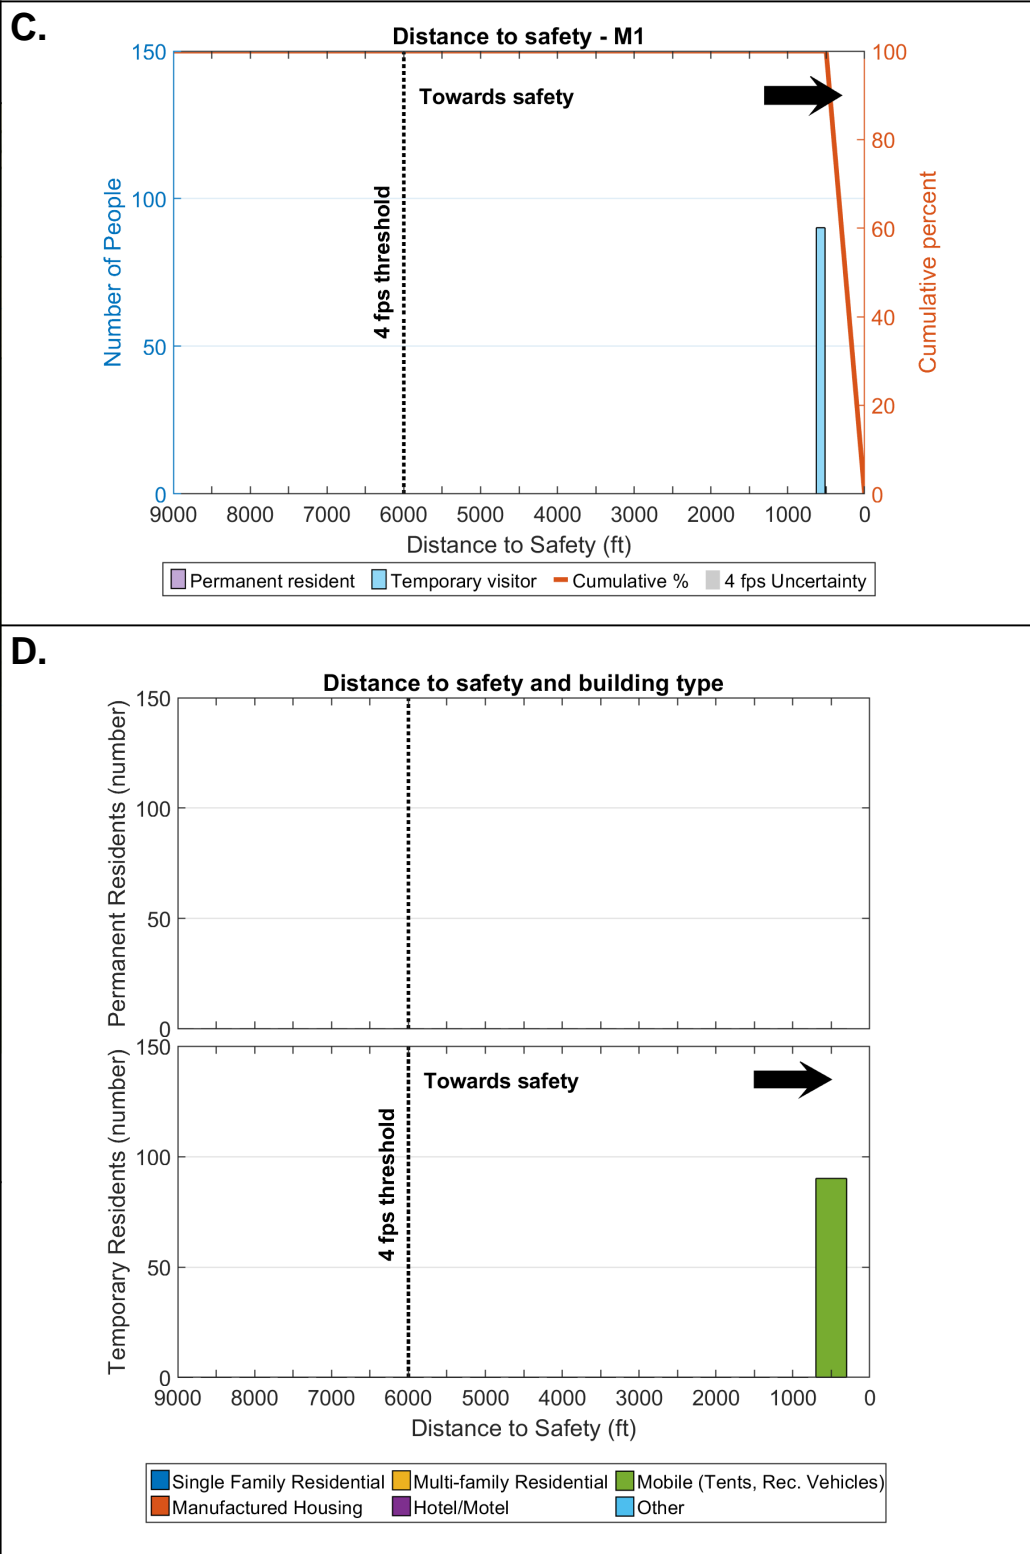 C.
Distance to safety - M1
150
100
50
0
Number of People
Towards safety
4 fps threshold
100
80
60
40
20
0
Cumulative percent
9000 8000 7000 6000 5000 4000 3000 2000 1000 0
Distance to Safety (ft)
Permanent resident Temporary visitor Cumulative % 4 fps Uncertainty
D.
Distance to safety and building type
150
100
50
0
Permanent Residents (number)
150
100
50
0
Temporary Residents (number)
Towards safety
4 fps threshold
9000 8000 7000 6000 5000 4000 3000 2000 1000 0
Distance to Safety (ft)
Single Family Residential Multi-family Residential Mobile (Tents, Rec. Vehicles)
Manufactured Housing Hotel/Motel Other